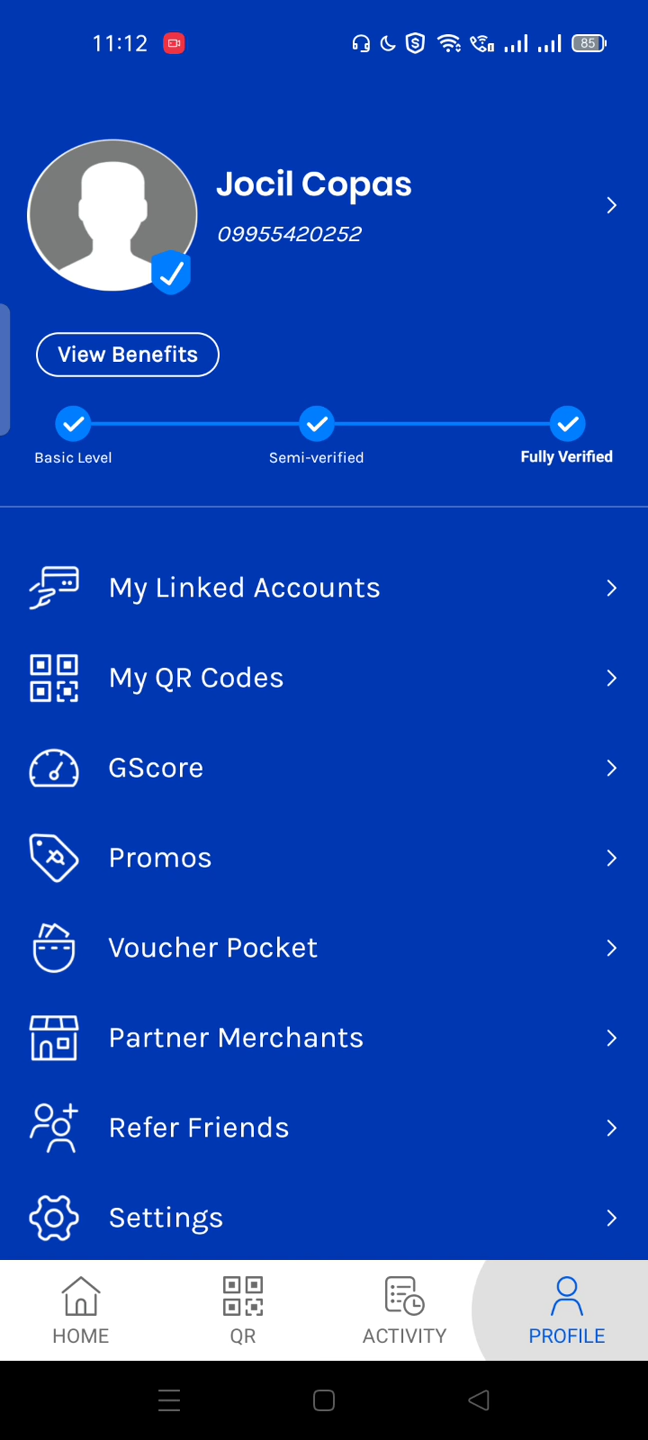 11:12
85
Jocil Copas
09955420252
View Benefits
Basic Level
Semi-verified
Fully Verified
My Linked Accounts
My QR Codes
GScore
Promos
Voucher Pocket
Partner Merchants
Refer Friends
Settings
HOME
QR
ACTIVITY
PROFILE